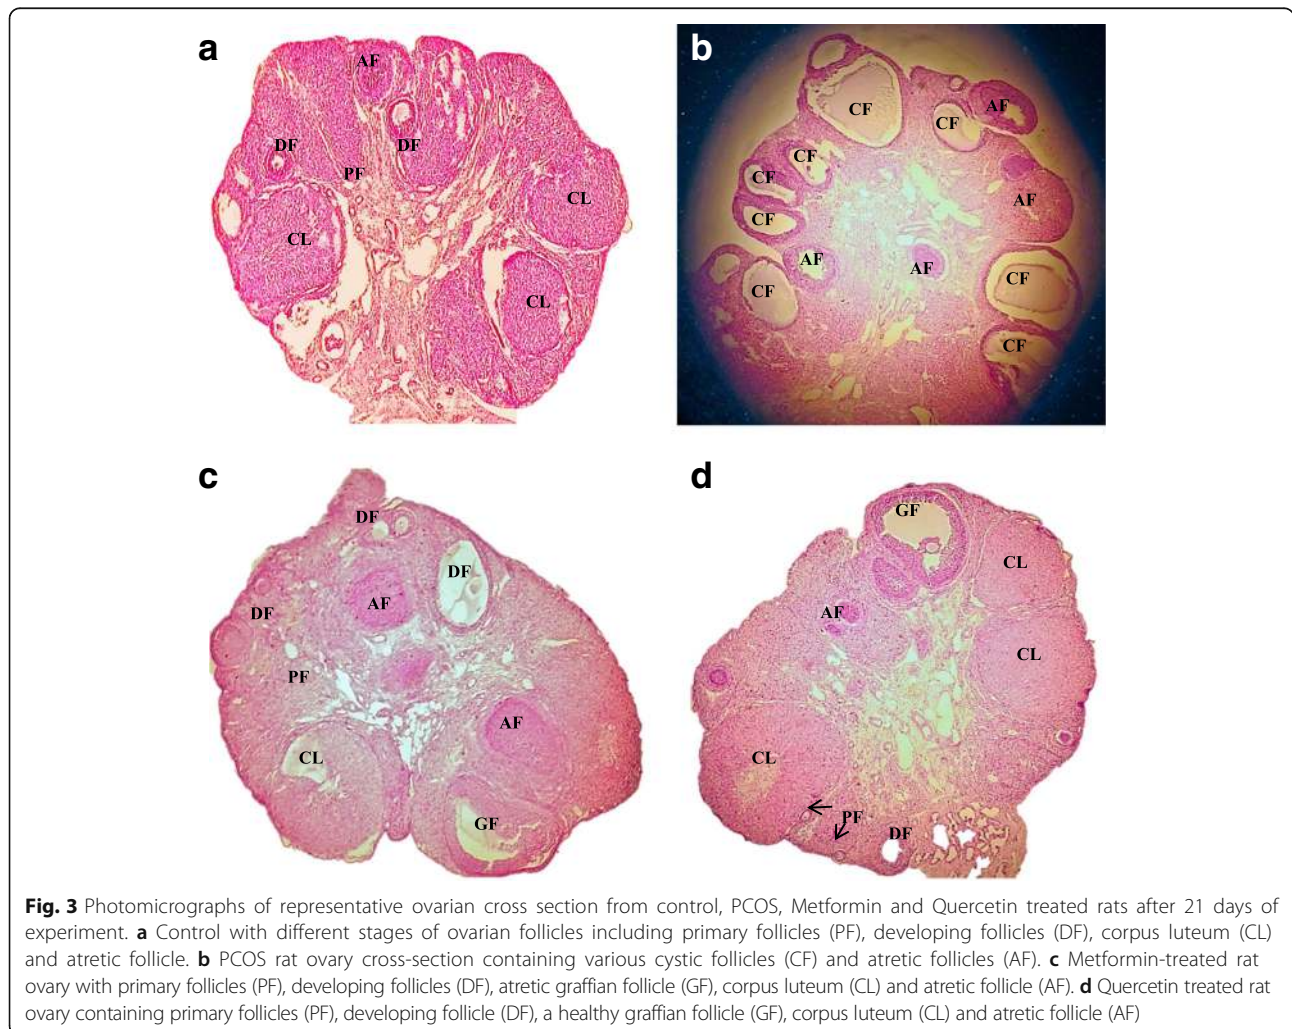 a
AF
DF
DF
PF
CL
CL
CL
b
CF
CF
AF
CF
CF
AF
CF
AF
AF
CF
CF
CF
c
DF
DF
AF
DF
PF
AF
CL
GF
d
GF
CL
AF
CL
CL
PF
DF
Fig. 3 Photomicrographs of representative ovarian cross section from control, PCOS, Metformin and Quercetin treated rats after 21 days of
experiment. a Control with different stages of ovarian follicles including primary follicles (PF), developing follicles (DF), corpus luteum (CL)
and atretic follicle. b PCOS rat ovary cross-section containing various cystic follicles (CF) and atretic follicles (AF). c Metformin-treated rat
ovary with primary follicles (PF), developing follicles (DF), atretic graffian follicle (GF), corpus luteum (CL) and atretic follicle (AF). d Quercetin treated rat
ovary containing primary follicles (PF), developing follicle (DF), a healthy graffian follicle (GF), corpus luteum (CL) and atretic follicle (AF)